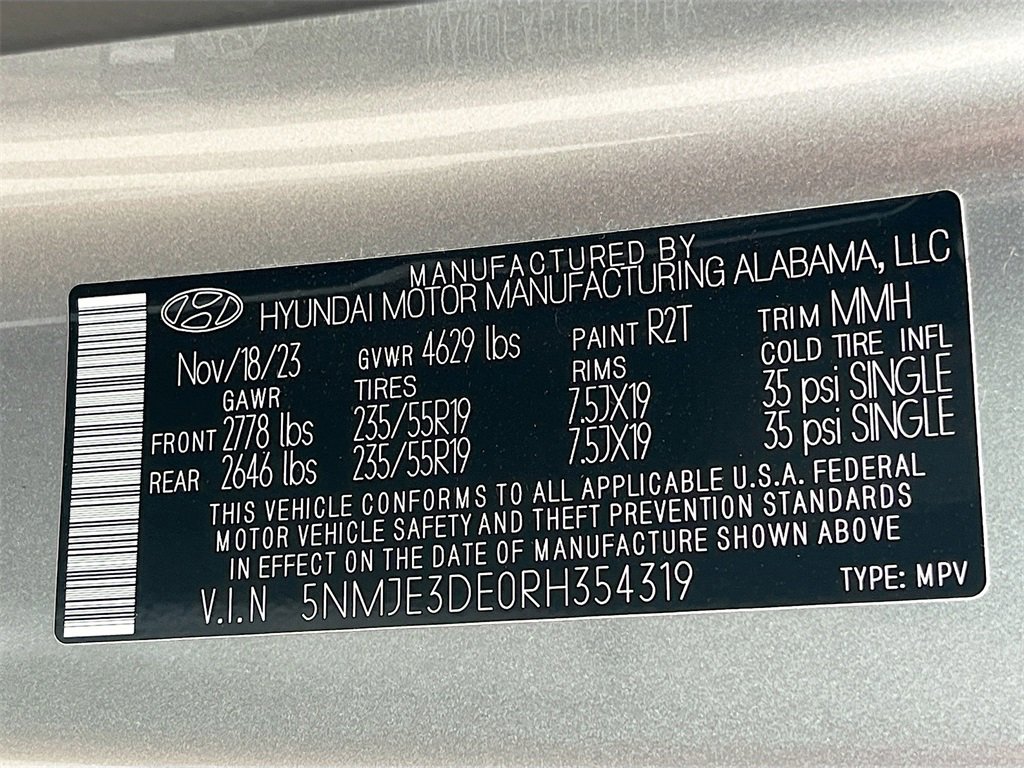 MANUFACTURED BY
HYUNDAI MOTOR MANUFACTURING ALABAMA, LLC
Nov/18/23 GVWR 4629 lbs PAINT R2T TRIM MMH
GAWR TIRES RIMS COLD TIRE INFL
FRONT 2778 lbs 235/55R19 7.5JX19 35 psi SINGLE
REAR 2646 lbs 235/55R19 7.5JX19 35 psi SINGLE
THIS VEHICLE CONFORMS TO ALL APPLICABLE U.S.A. FEDERAL
MOTOR VEHICLE SAFETY AND THEFT PREVENTION STANDARDS
IN EFFECT ON THE DATE OF MANUFACTURE SHOWN ABOVE
V.I.N 5NMJE3DE0RH354319 TYPE: MPV